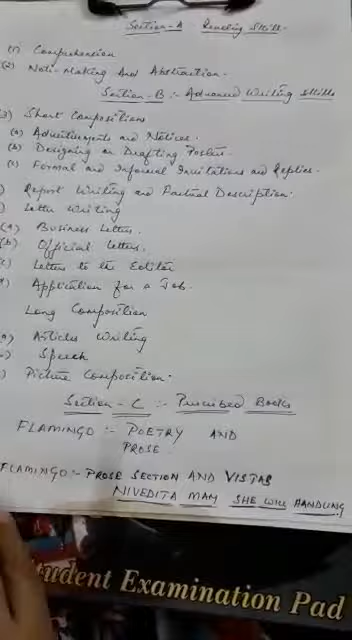 Section-A Reading Skill.
(1) Comprehension
(2) Note-Making And Abstraction.
Section-B :- Advanced Writing Skills
(3) Short Compositions
(a) Advertisements and Notices.
(b) Designing or Drafting Poster.
(c) Formal and Informal Invitations and Replies.
) Report Writing and Factual Description.
) Letter Writing
(a) Business Letters.
(b) Official Letters.
c) Letters to the Editor
) Application for a Job.
Long Composition
a) Articles Writing
) Speech
) Picture Composition.
Section-C :- Prescribed Books
FLAMINGO :- POETRY AND
PROSE.
FLAMINGO:- PROSE SECTION AND VISTAS
NIVEDITA MAM SHE WILL HANDLING
tudent Examination Pad